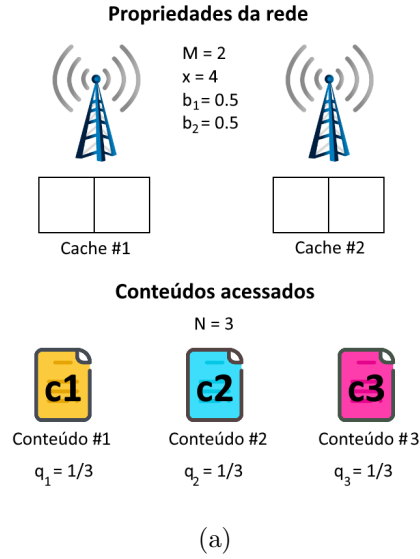 Propriedades da rede
M = 2
x = 4
b1 = 0.5
b2 = 0.5
Cache #1
Cache #2
Conteúdos acessados
N = 3
c1 c2 c3
Conteúdo #1 Conteúdo #2 Conteúdo #3
q1 = 1/3 q2 = 1/3 q3 = 1/3
(a)